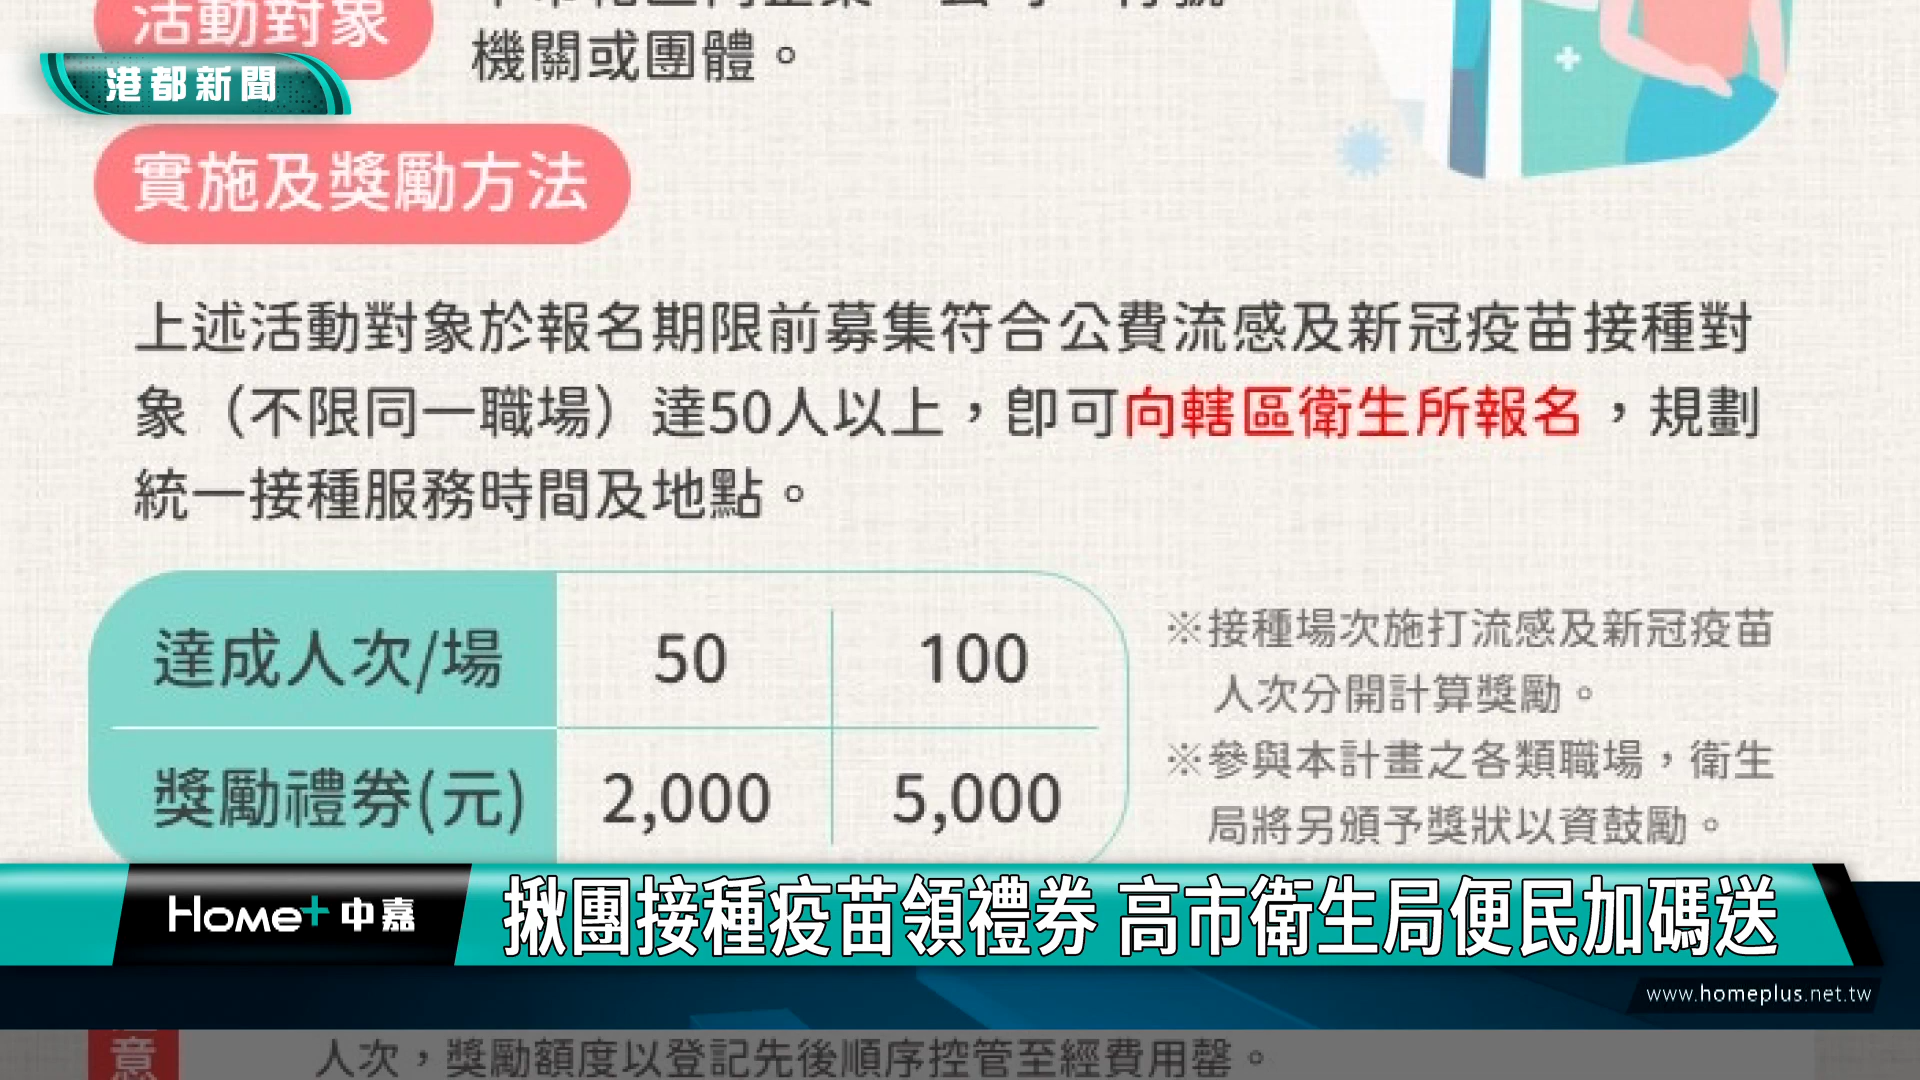 活動對象
機關或團體。
港都新聞
實施及獎勵方法
上述活動對象於報名期限前募集符合公費流感及新冠疫苗接種對
象（不限同一職場）達50人以上，即可向轄區衛生所報名，規劃
統一接種服務時間及地點。
達成人次/場 50 100
獎勵禮券(元) 2,000 5,000
※接種場次施打流感及新冠疫苗
人次分開計算獎勵。
※參與本計畫之各類職場，衛生
局將另頒予獎狀以資鼓勵。
Home+中嘉
揪團接種疫苗領禮券 高市衛生局便民加碼送
www.homeplus.net.tw
意
人次，獎勵額度以登記先後順序控管至經費用罄。